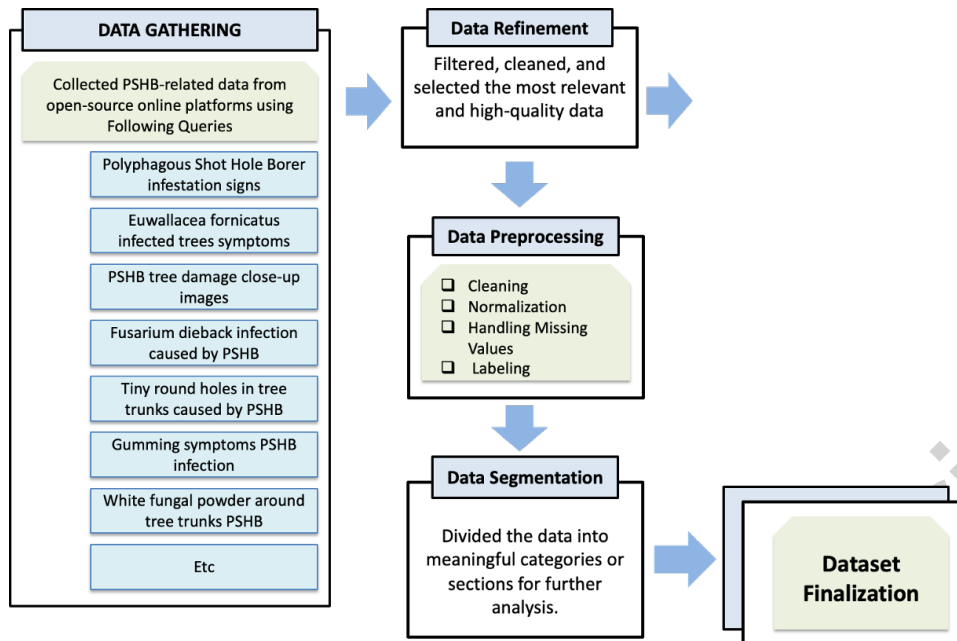 DATA GATHERING
Collected PSHB-related data from
open-source online platforms using
Following Queries
Polyphagous Shot Hole Borer
infestation signs
Euwallacea fornicatus
infected trees symptoms
PSHB tree damage close-up
images
Fusarium dieback infection
caused by PSHB
Tiny round holes in tree
trunks caused by PSHB
Gumming symptoms PSHB
infection
White fungal powder around
tree trunks PSHB
Etc
Data Refinement
Filtered, cleaned, and
selected the most relevant
and high-quality data
Data Preprocessing
Cleaning
Normalization
Handling Missing
Values
Labeling
Data Segmentation
Divided the data into
meaningful categories or
sections for further
analysis.
Dataset
Finalization